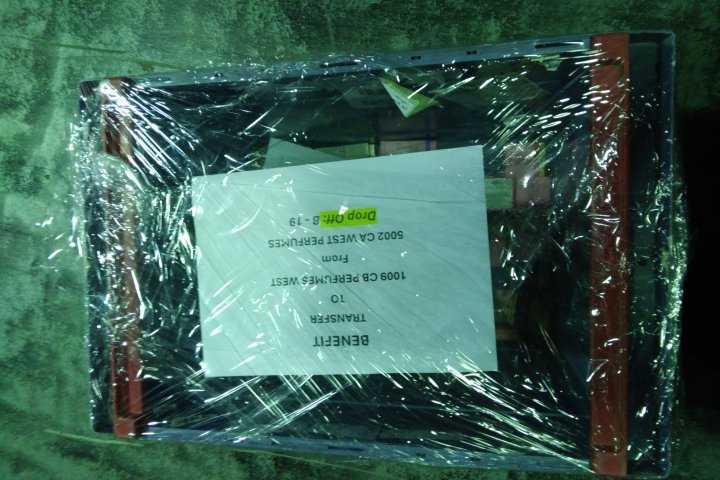 BENEFIT
TRANSFER
TO
1009 CB PERFUMES WEST
From
5002 CA WEST PERFUMES
Drop Off: B - 19